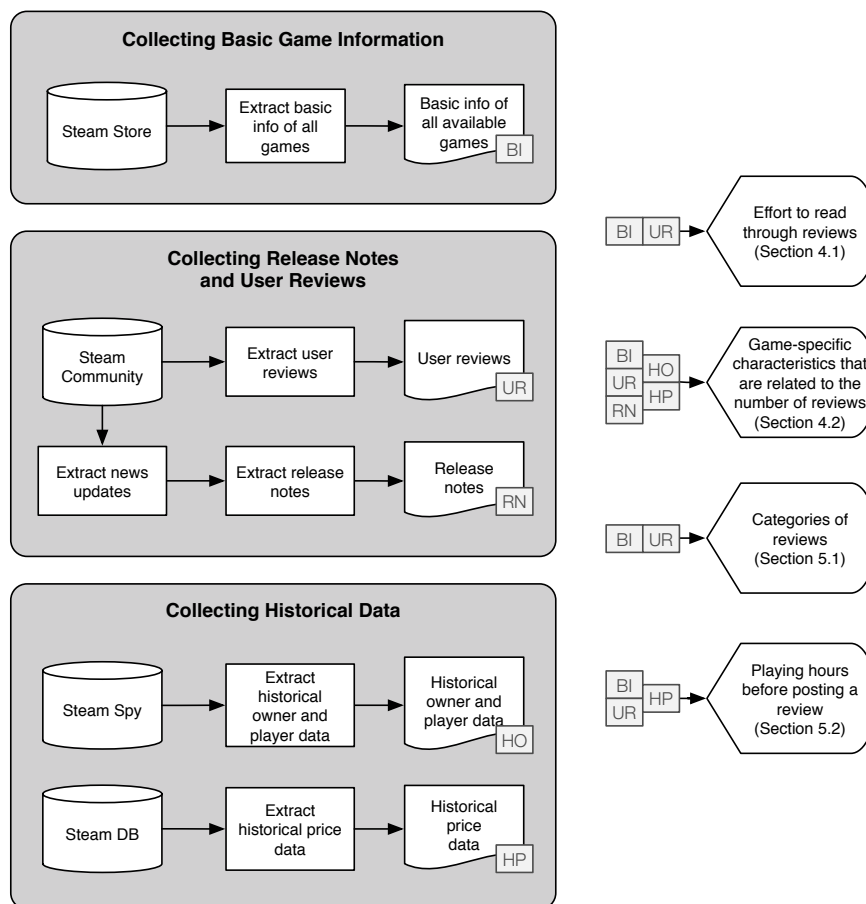 Collecting Basic Game Information
Steam Store
Extract basic
info of all
games
Basic info of
all available
games
BI
Collecting Release Notes
and User Reviews
Steam
Community
Extract user
reviews
User reviews
UR
Extract news
updates
Extract release
notes
Release
notes
RN
Collecting Historical Data
Steam Spy
Extract
historical
owner and
player data
Historical
owner and
player data
HO
Steam DB
Extract
historical price
data
Historical
price
data
HP
BI UR
Effort to read
through reviews
(Section 4.1)
BI
UR
RN
HO
HP
Game-specific
characteristics that
are related to the
number of reviews
(Section 4.2)
BI UR
Categories of
reviews
(Section 5.1)
BI
UR
HP
Playing hours
before posting a
review
(Section 5.2)